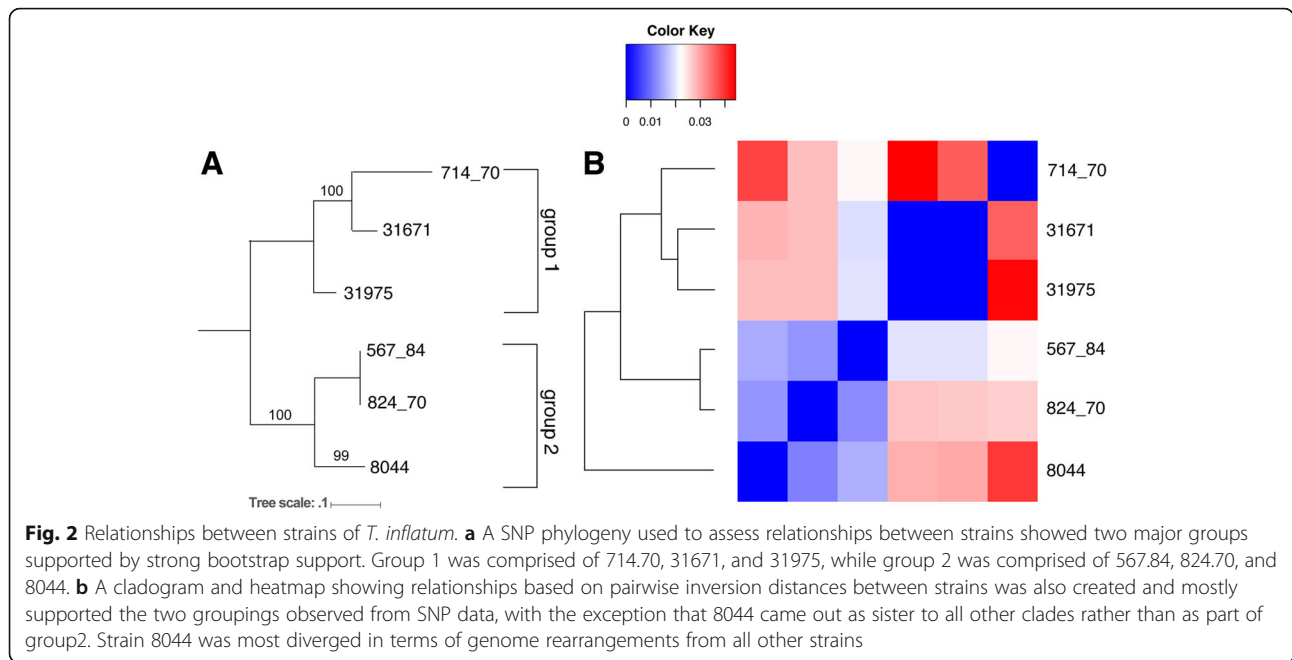 Color Key
0 0.01 0.03
A
B
100
714_70
31671
31975
group 1
567_84
824_70
100
99
8044
group 2
Tree scale: .1
714_70
31671
31975
567_84
824_70
8044
Fig. 2 Relationships between strains of T. inflatum. a A SNP phylogeny used to assess relationships between strains showed two major groups
supported by strong bootstrap support. Group 1 was comprised of 714.70, 31671, and 31975, while group 2 was comprised of 567.84, 824.70, and
8044. b A cladogram and heatmap showing relationships based on pairwise inversion distances between strains was also created and mostly
supported the two groupings observed from SNP data, with the exception that 8044 came out as sister to all other clades rather than as part of
group2. Strain 8044 was most diverged in terms of genome rearrangements from all other strains